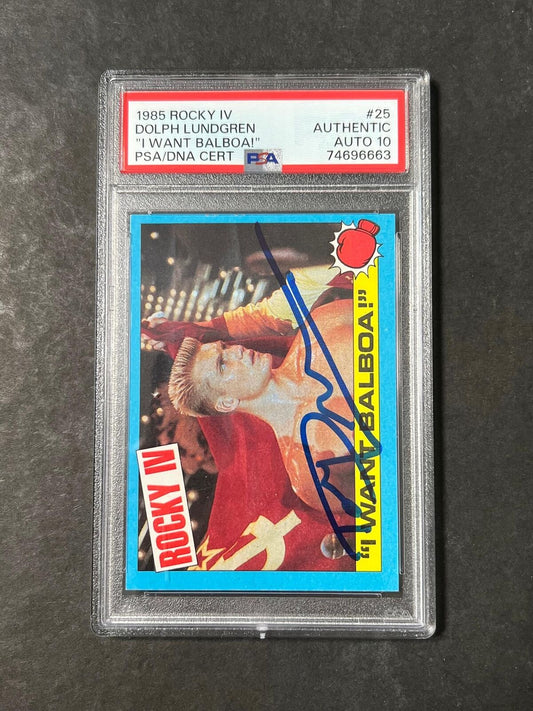 1985 ROCKY IV #25
DOLPH LUNDGREN AUTHENTIC
"I WANT BALBOA!" AUTO 10
PSA/DNA CERT PSA 74696663
ROCKY IV
"I WANT BALBOA!"